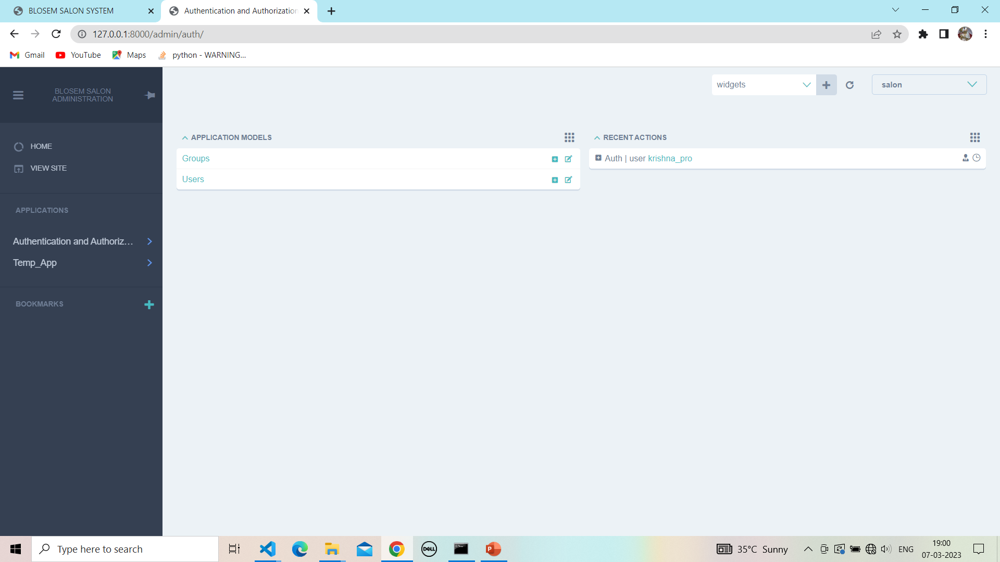 BLOSEM SALON SYSTEM
Authentication and Authorization
127.0.0.1:8000/admin/auth/
Gmail
YouTube
Maps
python - WARNING...
BLOSEM SALON
ADMINISTRATION
widgets
salon
HOME
VIEW SITE
APPLICATIONS
Authentication and Authoriz...
Temp_App
BOOKMARKS
APPLICATION MODELS
Groups
Users
RECENT ACTIONS
Auth | user krishna_pro
Type here to search
DELL
35°C Sunny
ENG
19:00
07-03-2023